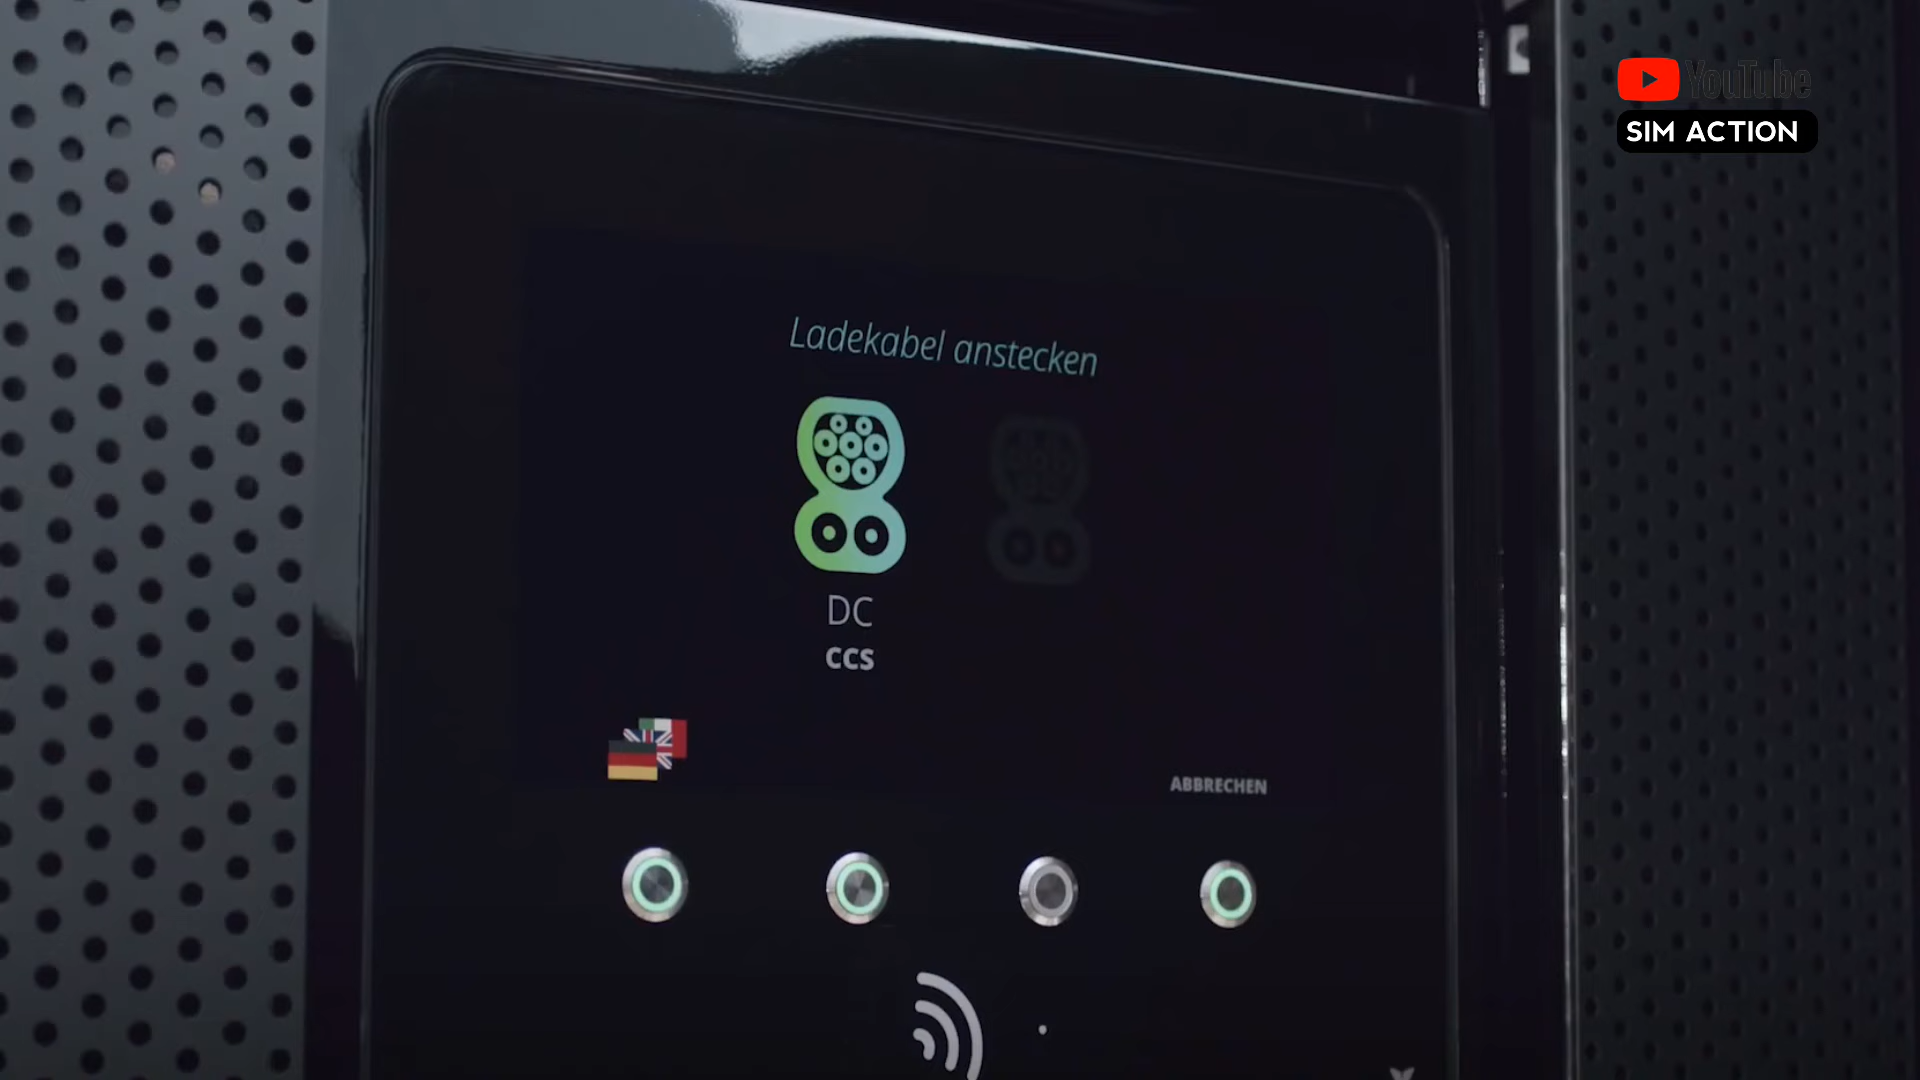 YouTube
SIM ACTION
Ladekabel anstecken
DC
CCS
ABBRECHEN